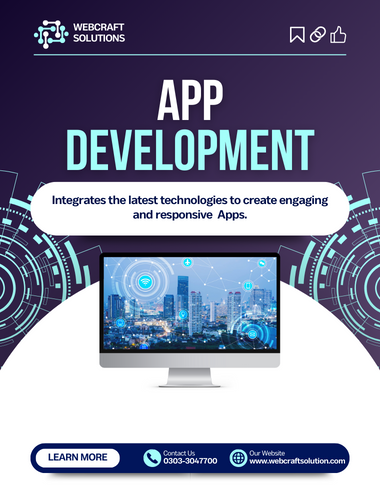 WEBCRAFT
SOLUTIONS
APP
DEVELOPMENT
Integrates the latest technologies to create engaging
and responsive Apps.
LEARN MORE
Contact Us
0303-3047700
Our Website
www.webcraftsolution.com